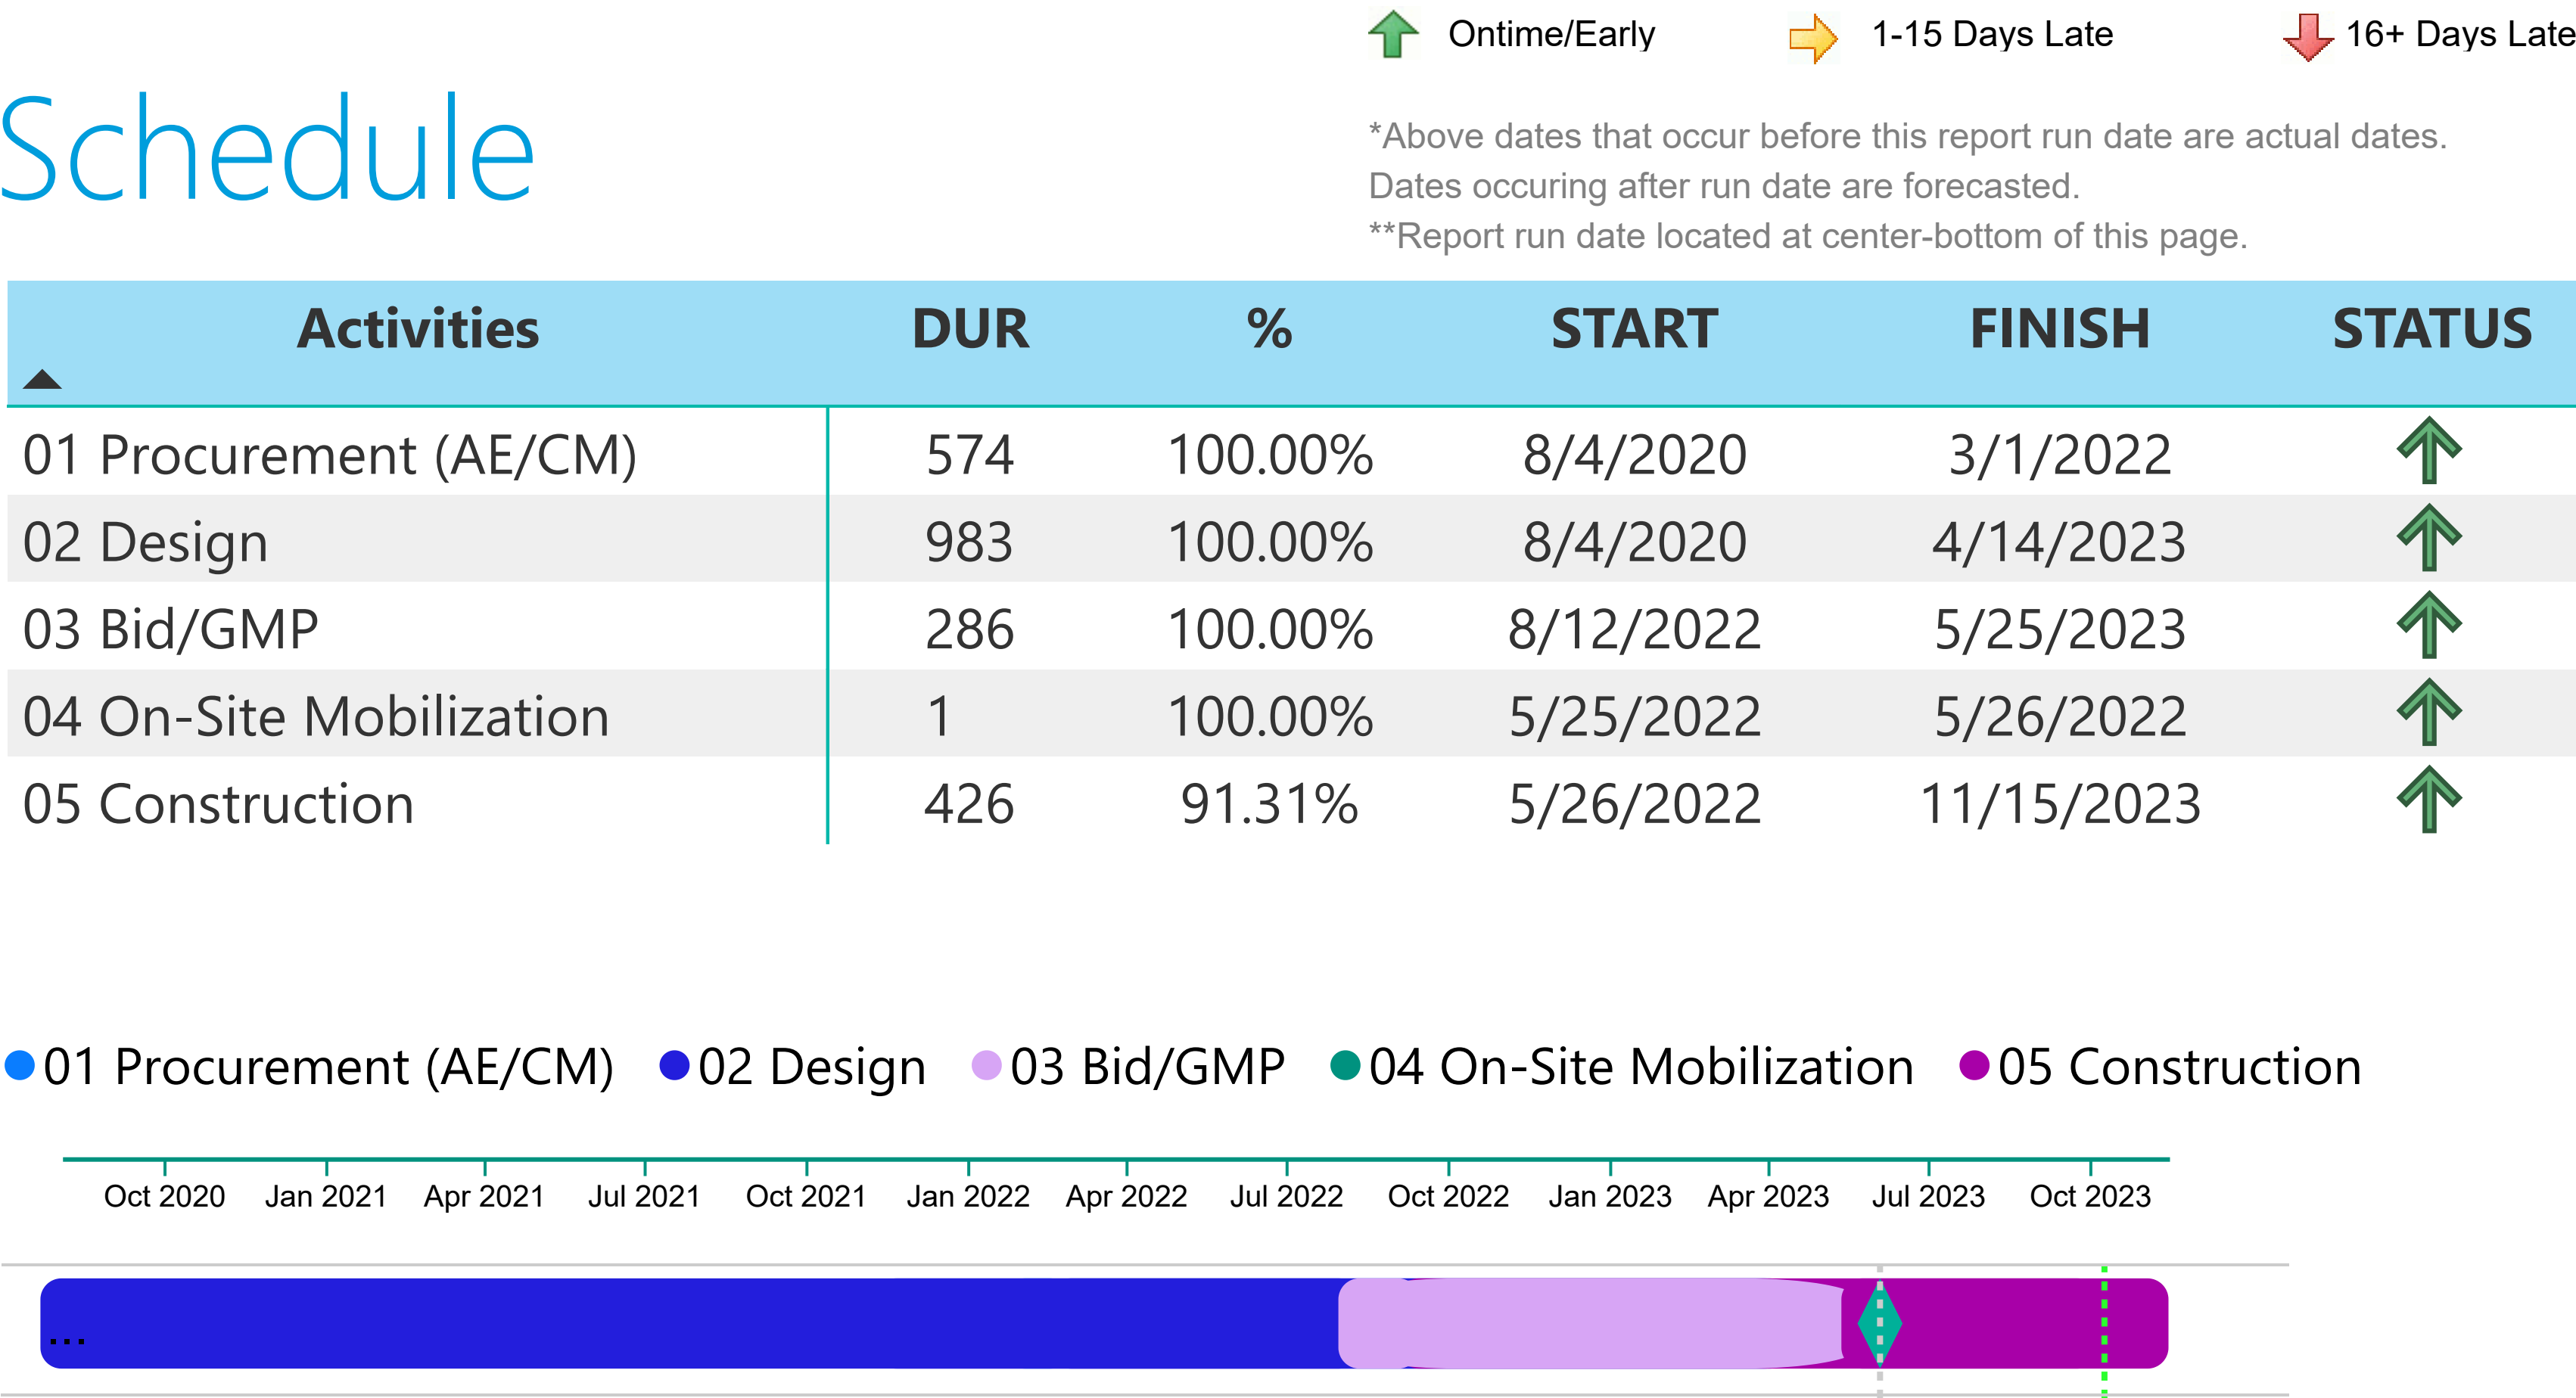 Ontime/Early 1-15 Days Late 16+ Days Late
Schedule
*Above dates that occur before this report run date are actual dates.
Dates occuring after run date are forecasted.
**Report run date located at center-bottom of this page.
Activities DUR % START FINISH STATUS
01 Procurement (AE/CM) 574 100.00% 8/4/2020 3/1/2022
02 Design 983 100.00% 8/4/2020 4/14/2023
03 Bid/GMP 286 100.00% 8/12/2022 5/25/2023
04 On-Site Mobilization 1 100.00% 5/25/2022 5/26/2022
05 Construction 426 91.31% 5/26/2022 11/15/2023
01 Procurement (AE/CM) 02 Design 03 Bid/GMP 04 On-Site Mobilization 05 Construction
Oct 2020 Jan 2021 Apr 2021 Jul 2021 Oct 2021 Jan 2022 Apr 2022 Jul 2022 Oct 2022 Jan 2023 Apr 2023 Jul 2023 Oct 2023
...